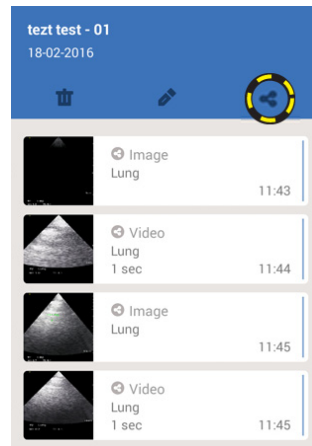 tezt test - 01
18-02-2016
Image
Lung
11:43
Video
Lung
1 sec
11:44
Image
Lung
11:45
Video
Lung
1 sec
11:45